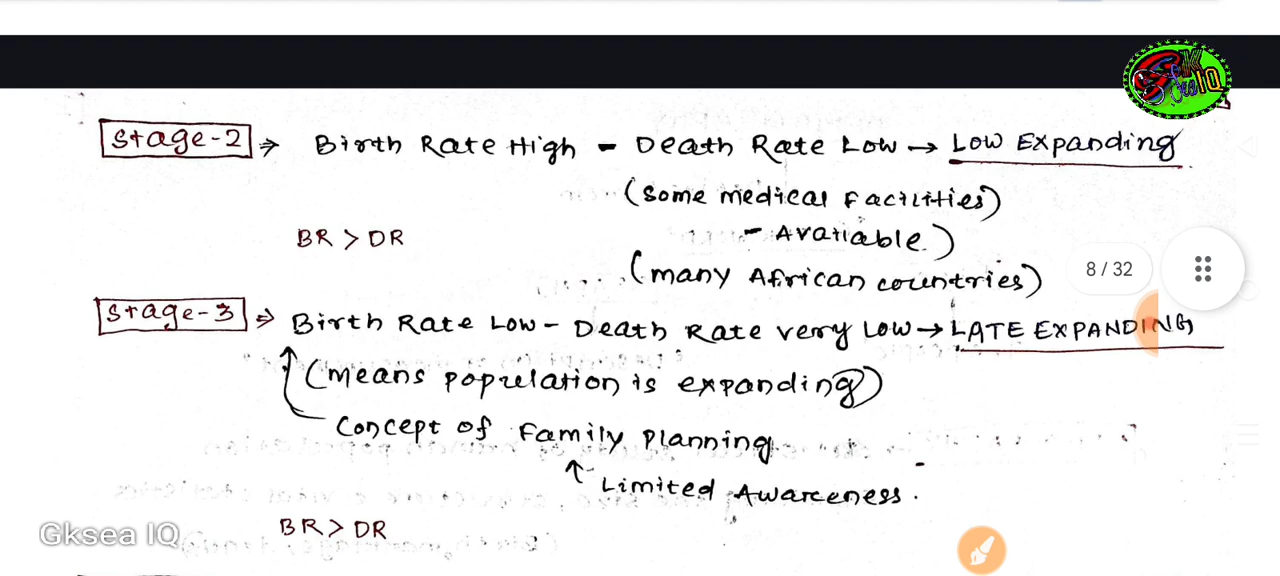 Stage-2 ⇒ Birth Rate High - Death Rate Low → Low Expanding
(Some medical Facilities)
- Avaliable)
BR > DR
(many African countries)
8 / 32
Stage-3 ⇒ Birth Rate Low - Death Rate very Low → LATE EXPANDING
(means population is expanding)
Concept of Family Planning
↑ Limited Awareness.
BR > DR
Gksea IQ